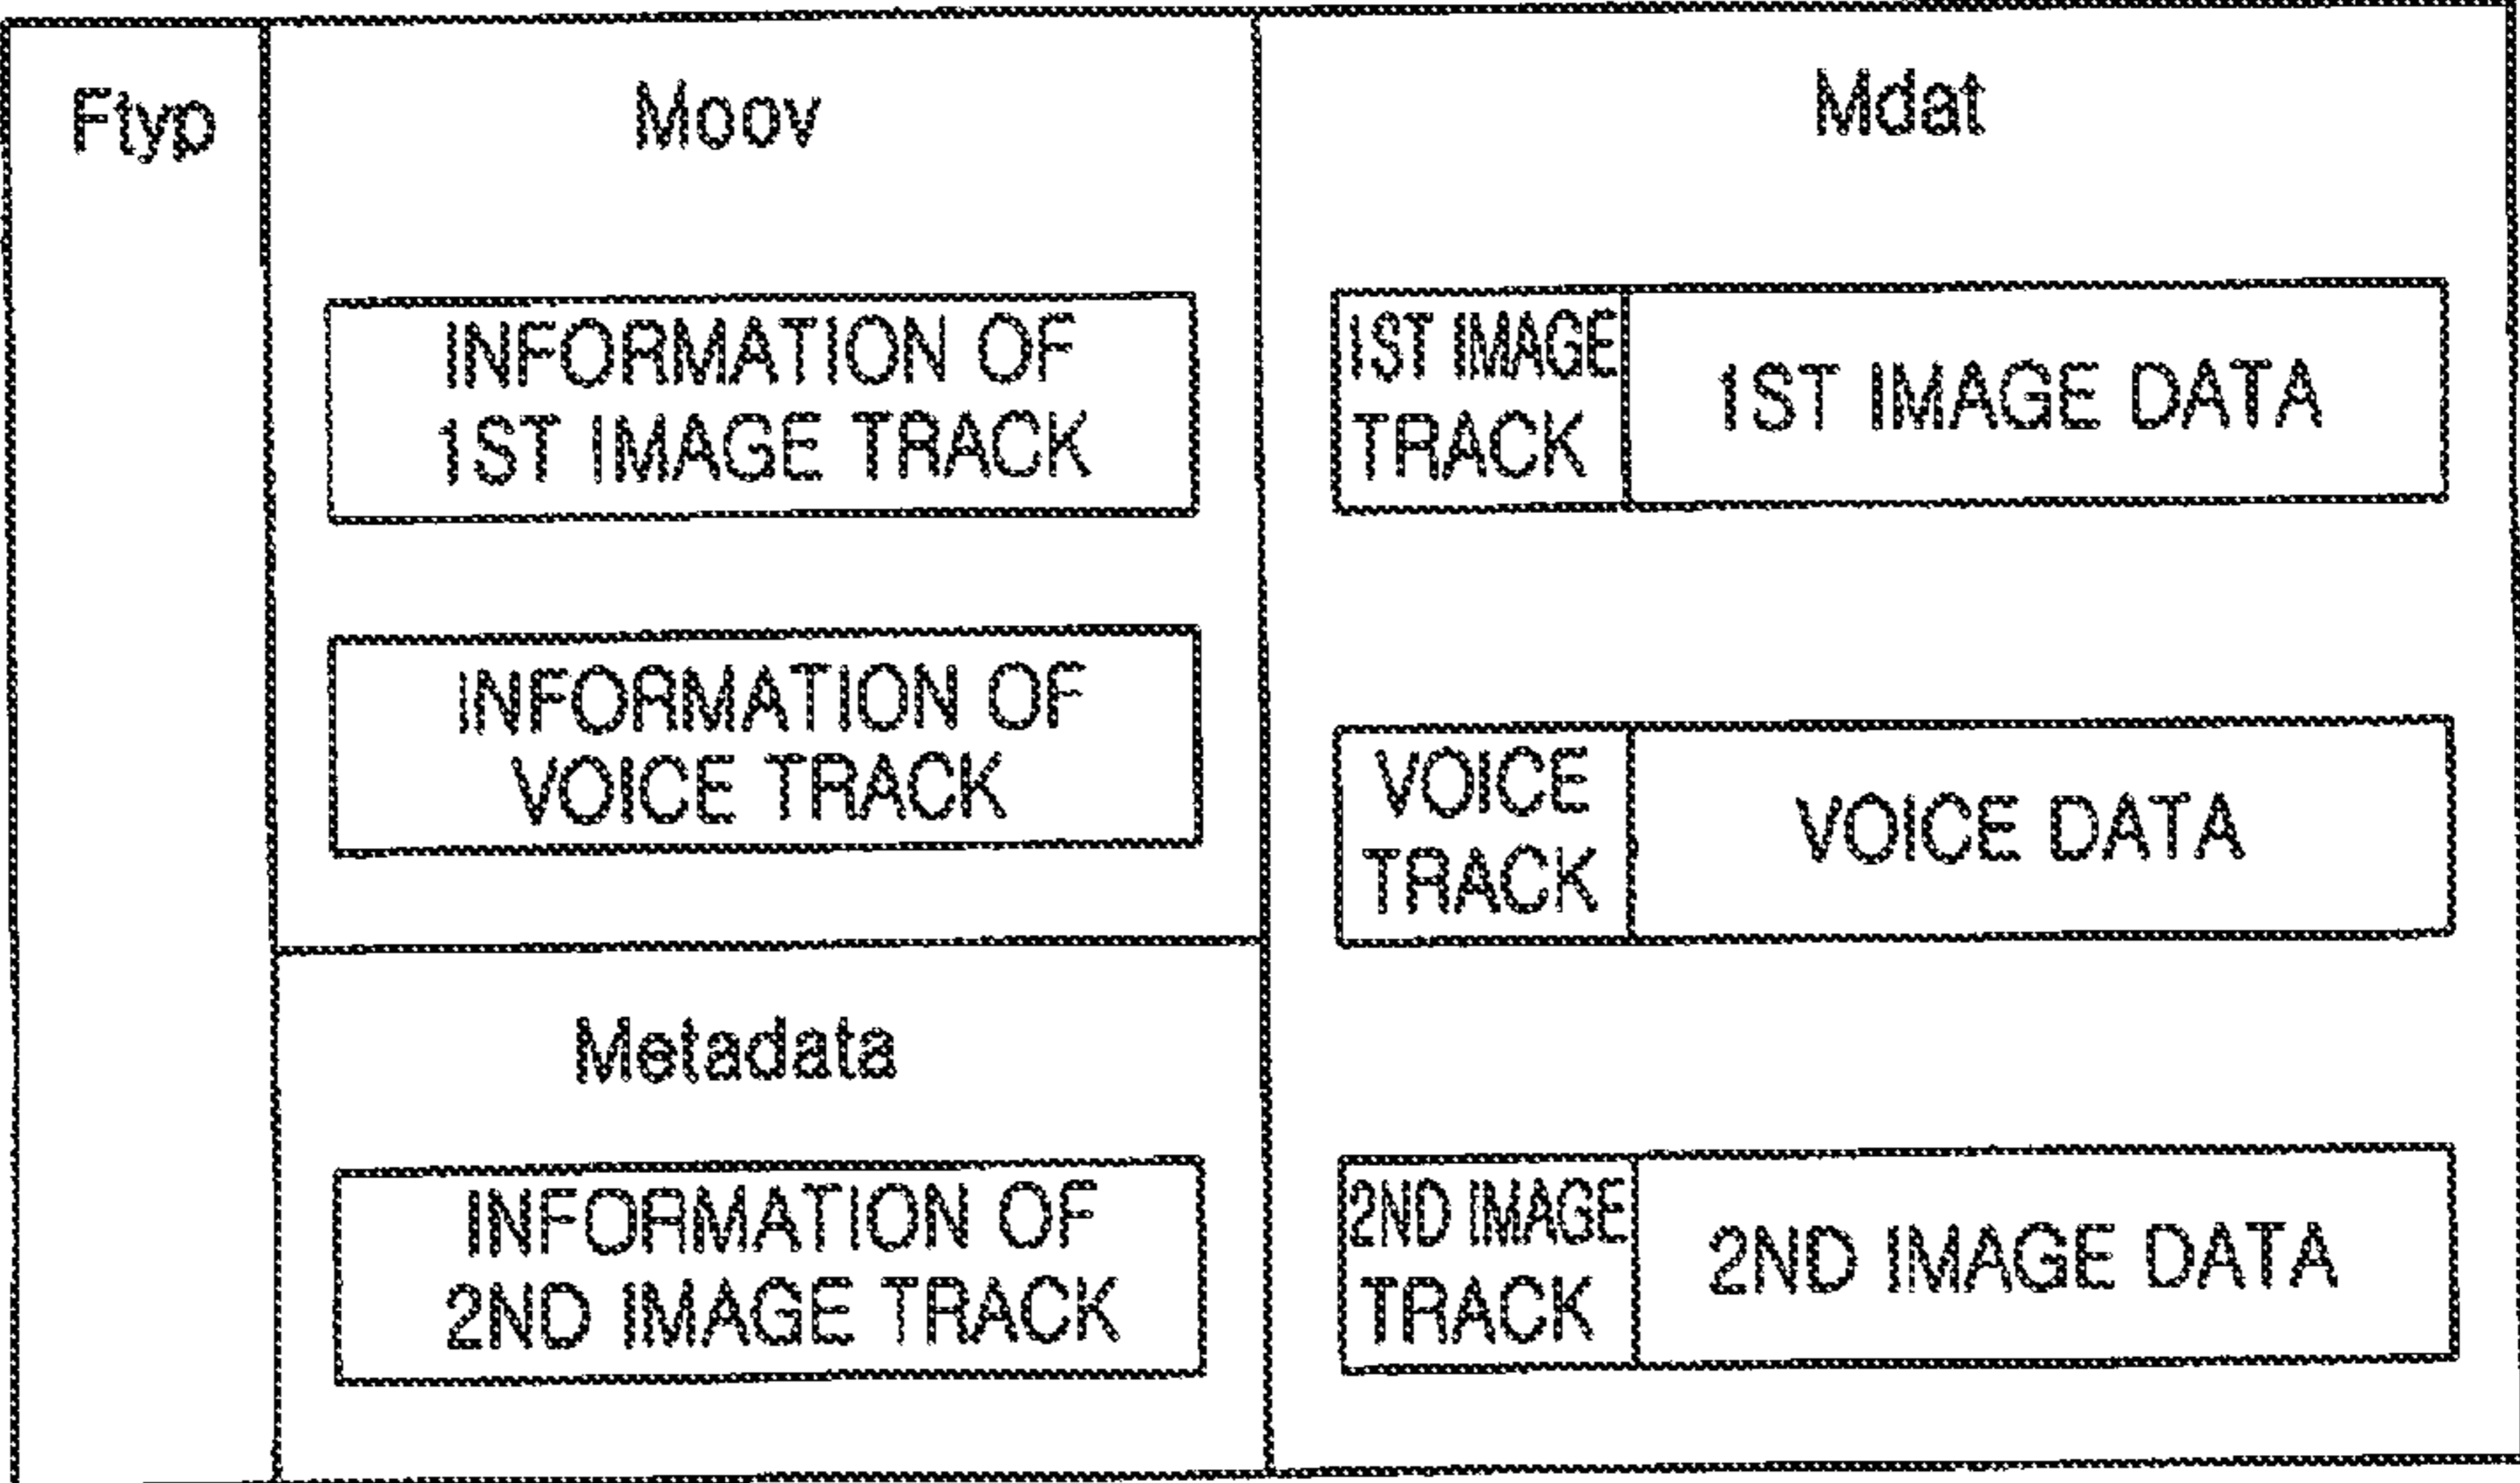 Ftyp
Moov
INFORMATION OF
1ST IMAGE TRACK
INFORMATION OF
VOICE TRACK
Metadata
INFORMATION OF
2ND IMAGE TRACK
Mdat
1ST IMAGE
TRACK
1ST IMAGE DATA
VOICE
TRACK
VOICE DATA
2ND IMAGE
TRACK
2ND IMAGE DATA